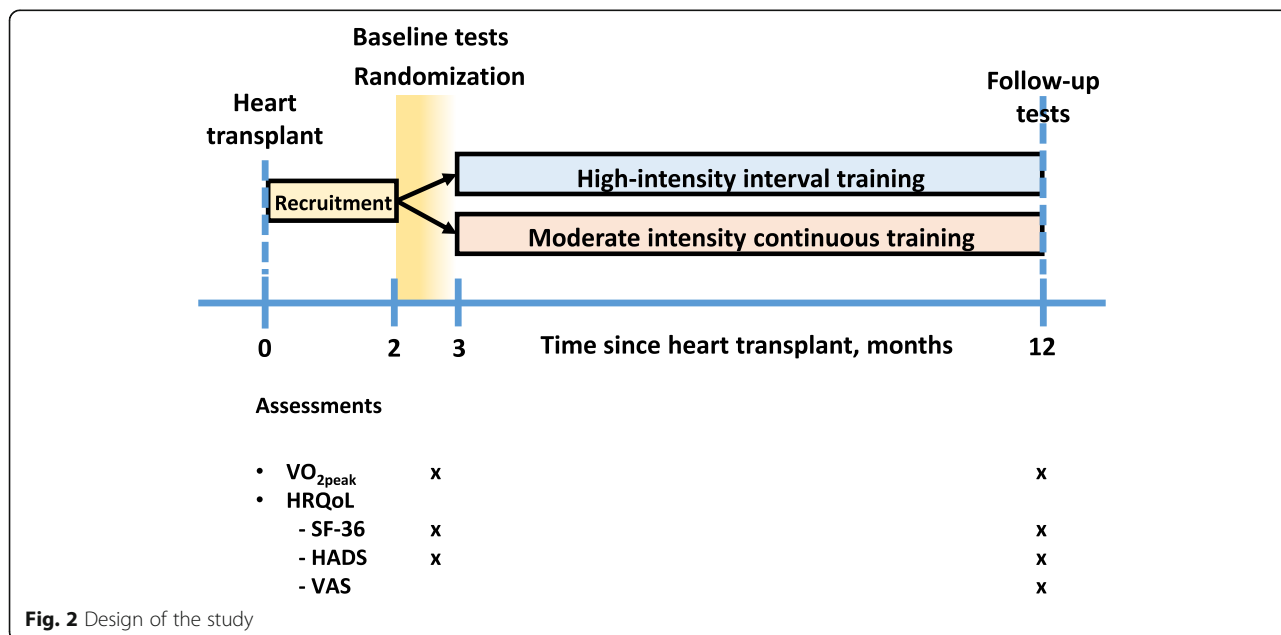 Baseline tests
Randomization
Heart
transplant
Follow-up
tests
Recruitment
High-intensity interval training
Moderate intensity continuous training
0 2 3 Time since heart transplant, months 12
Assessments
• VO2peak x x
• HRQoL
- SF-36 x x
- HADS x x
- VAS x
Fig. 2 Design of the study